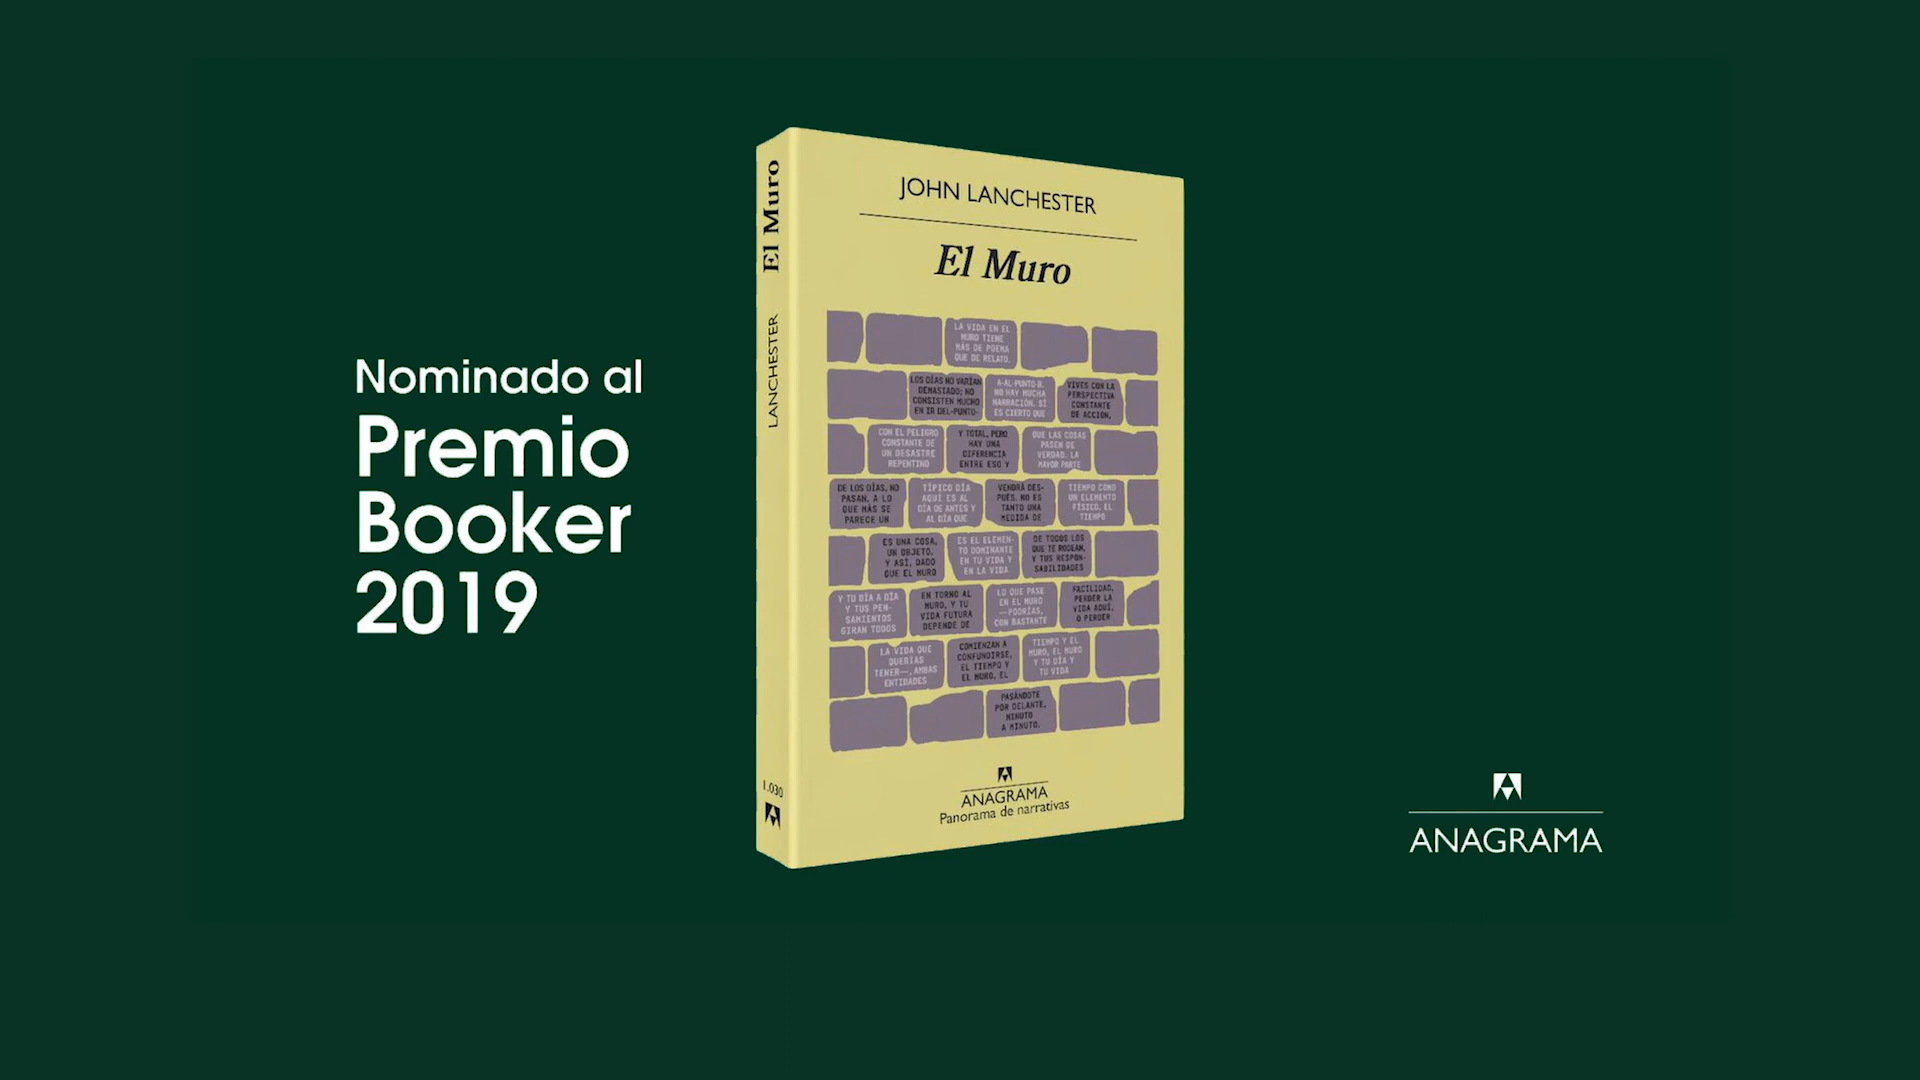 Nominado al
Premio
Booker
2019
El Muro
LANCHESTER
1.030
JOHN LANCHESTER
El Muro
LA VIDA EN EL
MURO TIENE
MÁS DE POEMA
QUE DE RELATO.
LOS DÍAS NO VARÍAN
DEMASIADO; NO
CONSISTEN MUCHO
EN IR DEL-PUNTO-
A-AL-PUNTO-B.
NO HAY MUCHA
NARRACIÓN. SÍ
ES CIERTO QUE
VIVES CON LA
PERSPECTIVA
CONSTANTE
DE ACCIÓN,
CON EL PELIGRO
CONSTANTE DE
UN DESASTRE
REPENTINO
Y TOTAL, PERO
HAY UNA
DIFERENCIA
ENTRE ESO Y
QUE LAS COSAS
PASEN DE
VERDAD. LA
MAYOR PARTE
DE LOS DÍAS, NO
PASAN. A LO
QUE MÁS SE
PARECE UN
TÍPICO DÍA
AQUÍ ES AL
DÍA DE ANTES Y
AL DÍA QUE
VENDRÁ DES-
PUÉS. NO ES
TANTO UNA
MEDIDA DE
TIEMPO COMO
UN ELEMENTO
FÍSICO. EL
TIEMPO
ES UNA COSA,
UN OBJETO.
Y ASÍ, DADO
QUE EL MURO
ES EL ELEMEN-
TO DOMINANTE
EN TU VIDA Y
EN LA VIDA
DE TODOS LOS
QUE TE RODEAN,
Y TUS RESPON-
SABILIDADES
Y TU DÍA A DÍA
Y TUS PEN-
SAMIENTOS
GIRAN TODOS
EN TORNO AL
MURO, Y TU
VIDA FUTURA
DEPENDE DE
LO QUE PASE
EN EL MURO
—PODRÍAS,
CON BASTANTE
FACILIDAD,
PERDER LA
VIDA AQUÍ,
O PERDER
LA VIDA QUE
QUERÍAS
TENER—, AMBAS
ENTIDADES
COMIENZAN A
CONFUNDIRSE,
EL TIEMPO Y
EL MURO, EL
TIEMPO Y EL
MURO, EL MURO
Y TU DÍA Y
TU VIDA
PASÁNDOTE
POR DELANTE,
MINUTO
A MINUTO.
ANAGRAMA
Panorama de narrativas
ANAGRAMA